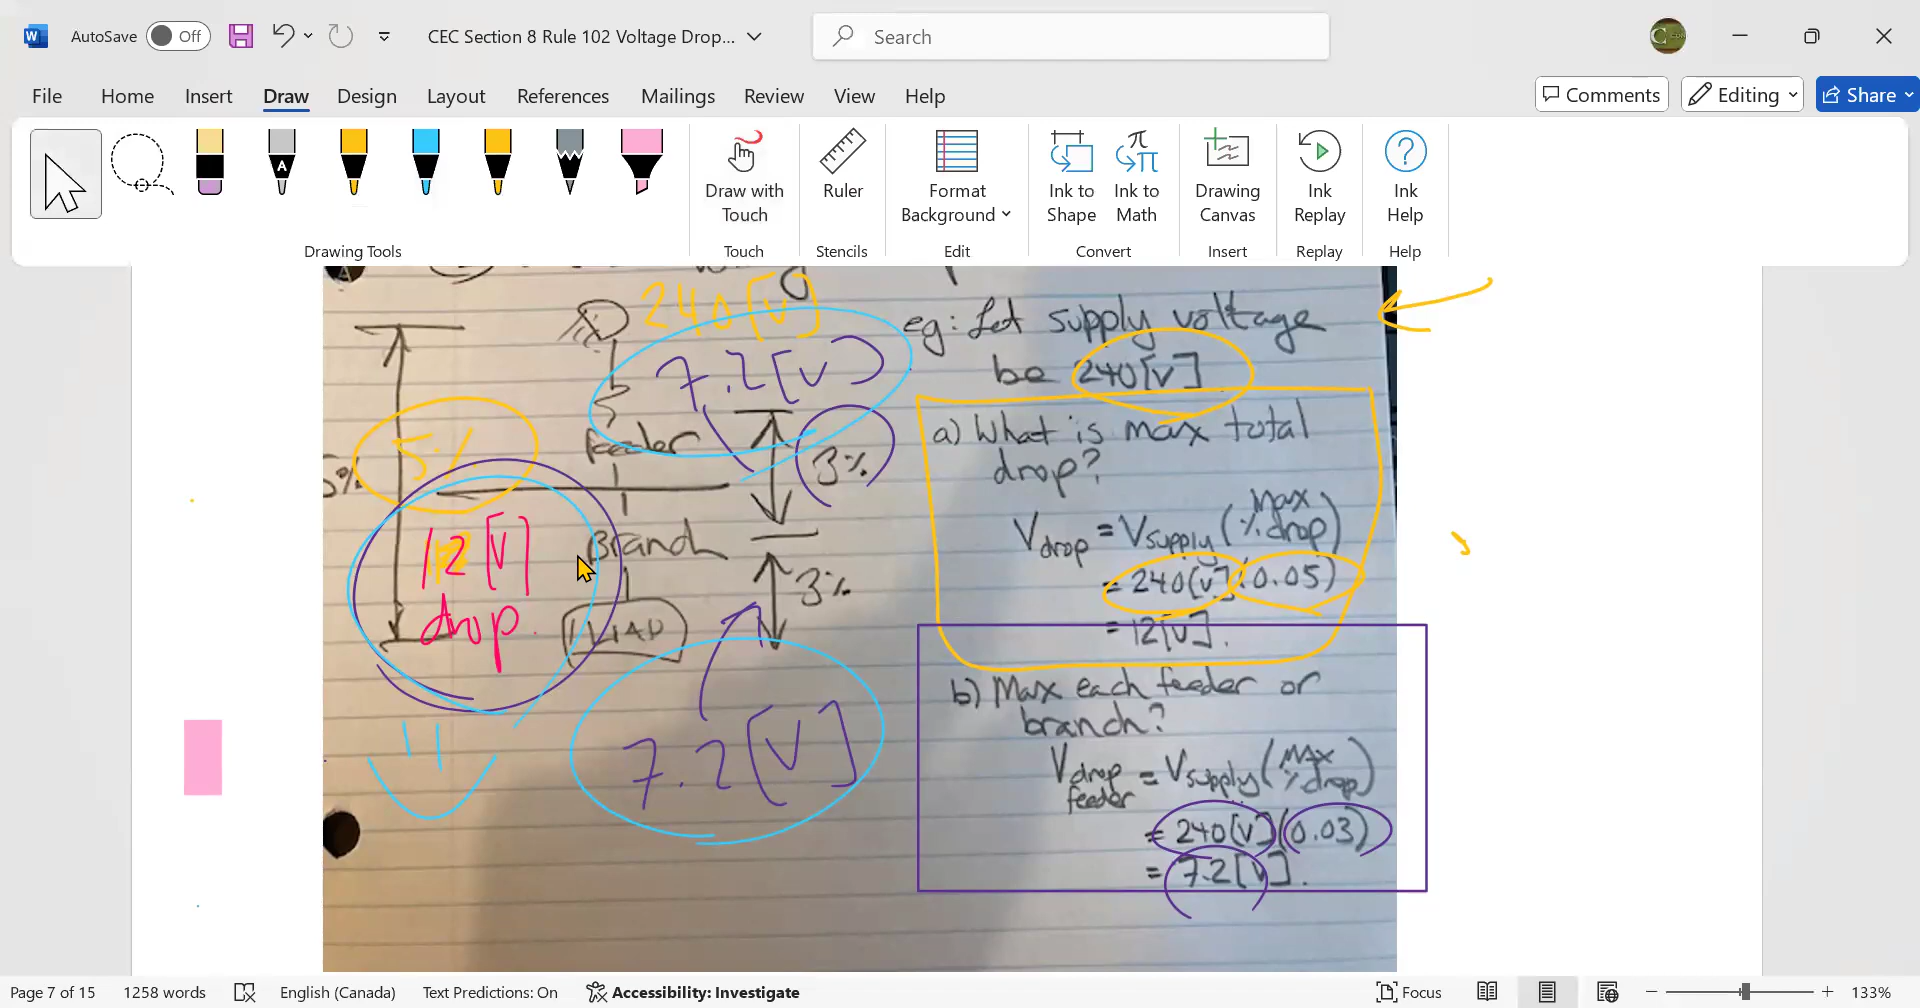 AutoSave Off
CEC Section 8 Rule 102 Voltage Drop...
Search
File Home Insert Draw Design Layout References Mailings Review View Help
Comments Editing Share
Draw with Touch
Ruler
Format Background
Ink to Shape
Ink to Math
Drawing Canvas
Ink Replay
Ink Help
Drawing Tools Touch Stencils Edit Convert Insert Replay Help
240[V]
7.2[V]
feeder
5%
3%
12[V]
drop.
Branch
3%
7.2[V]
eg: Let supply voltage
be 240[V]
a) What is max total
drop?
Vdrop = Vsupply (Max % drop)
= 240[V] (0.05)
= 12[V].
b) Max each feeder or
branch?
Vdrop feeder = Vsupply (Max % drop)
= 240[V] (0.03)
= 7.2[V].
Page 7 of 15 1258 words English (Canada) Text Predictions: On Accessibility: Investigate Focus 133%